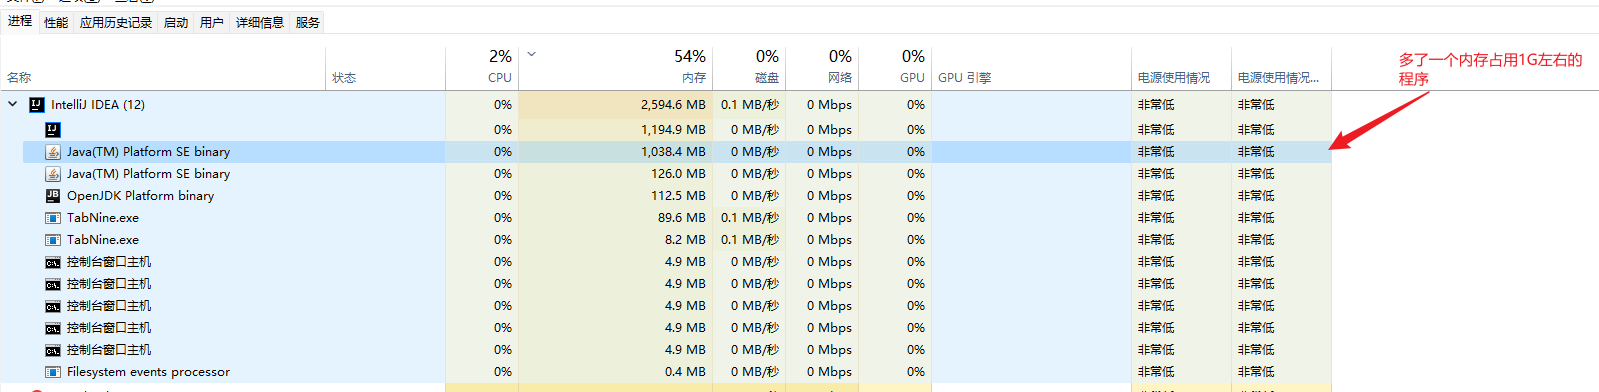 进程 性能 应用历史记录 启动 用户 详细信息 服务
2% 54% 0% 0% 0%
名称 状态 CPU 内存 磁盘 网络 GPU GPU 引擎 电源使用情况 电源使用情况...
多了一个内存占用1G左右的
程序
IntelliJ IDEA (12) 0% 2,594.6 MB 0.1 MB/秒 0 Mbps 0% 非常低 非常低
0% 1,194.9 MB 0 MB/秒 0 Mbps 0% 非常低 非常低
Java(TM) Platform SE binary 0% 1,038.4 MB 0 MB/秒 0 Mbps 0% 非常低 非常低
Java(TM) Platform SE binary 0% 126.0 MB 0 MB/秒 0 Mbps 0% 非常低 非常低
OpenJDK Platform binary 0% 112.5 MB 0 MB/秒 0 Mbps 0% 非常低 非常低
TabNine.exe 0% 89.6 MB 0.1 MB/秒 0 Mbps 0% 非常低 非常低
TabNine.exe 0% 8.2 MB 0.1 MB/秒 0 Mbps 0% 非常低 非常低
控制台窗口主机 0% 4.9 MB 0 MB/秒 0 Mbps 0% 非常低 非常低
控制台窗口主机 0% 4.9 MB 0 MB/秒 0 Mbps 0% 非常低 非常低
控制台窗口主机 0% 4.9 MB 0 MB/秒 0 Mbps 0% 非常低 非常低
控制台窗口主机 0% 4.9 MB 0 MB/秒 0 Mbps 0% 非常低 非常低
控制台窗口主机 0% 4.9 MB 0 MB/秒 0 Mbps 0% 非常低 非常低
Filesystem events processor 0% 0.4 MB 0 MB/秒 0 Mbps 0% 非常低 非常低